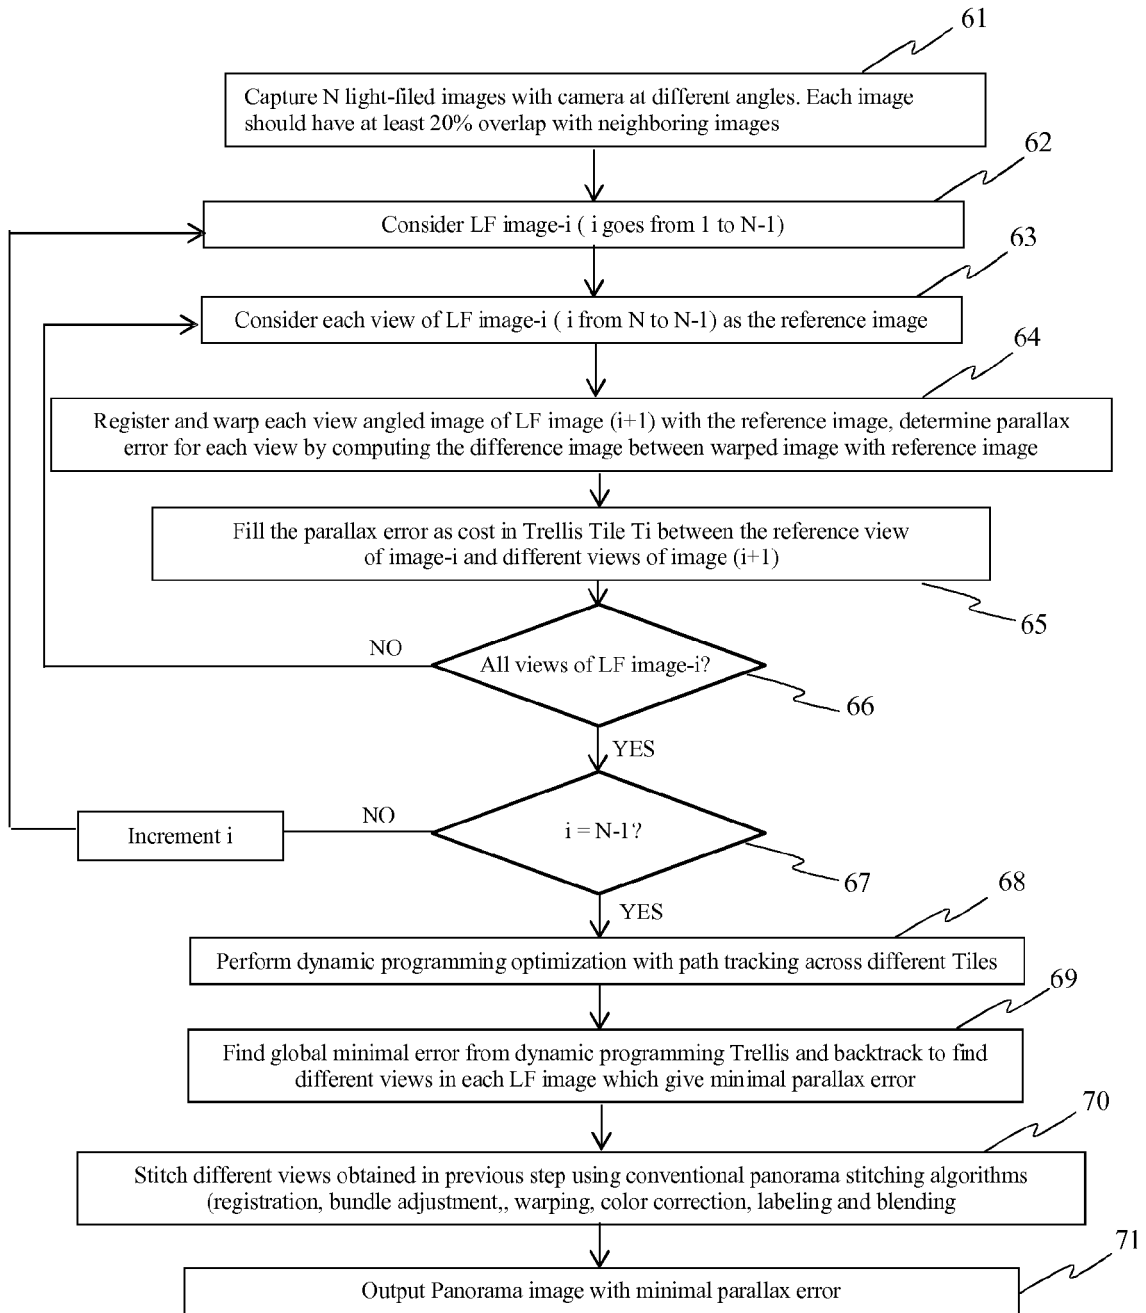 61
Capture N light-filed images with camera at different angles. Each image
should have at least 20% overlap with neighboring images
62
Consider LF image-i ( i goes from 1 to N-1)
63
Consider each view of LF image-i ( i from N to N-1) as the reference image
64
Register and warp each view angled image of LF image (i+1) with the reference image, determine parallax
error for each view by computing the difference image between warped image with reference image
Fill the parallax error as cost in Trellis Tile Ti between the reference view
of image-i and different views of image (i+1)
65
NO
All views of LF image-i?
66
YES
Increment i
NO
i = N-1?
67
YES
68
Perform dynamic programming optimization with path tracking across different Tiles
69
Find global minimal error from dynamic programming Trellis and backtrack to find
different views in each LF image which give minimal parallax error
70
Stitch different views obtained in previous step using conventional panorama stitching algorithms
(registration, bundle adjustment,, warping, color correction, labeling and blending
71
Output Panorama image with minimal parallax error